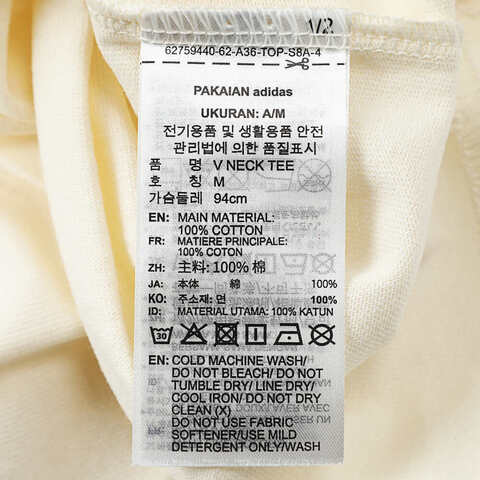 1/2
62759440-62-A36-TOP-S8A-4
PAKAIAN adidas
UKURAN: A/M
전기용품 및 생활용품 안전
관리법에 의한 품질표시
품 명 V NECK TEE
호 칭 M
가슴둘레 94cm
EN: MAIN MATERIAL:
100% COTTON
FR: MATIERE PRINCIPALE:
100% COTON
ZH: 主料: 100% 棉
JA: 本体 綿 100%
KO: 주소재: 면 100%
ID: MATERIAL UTAMA: 100% KATUN
30
EN: COLD MACHINE WASH/
DO NOT BLEACH/ DO NOT
TUMBLE DRY/ LINE DRY/
COOL IRON/ DO NOT DRY
CLEAN (X)
DO NOT USE FABRIC
SOFTENER/USE MILD
DETERGENT ONLY/WASH